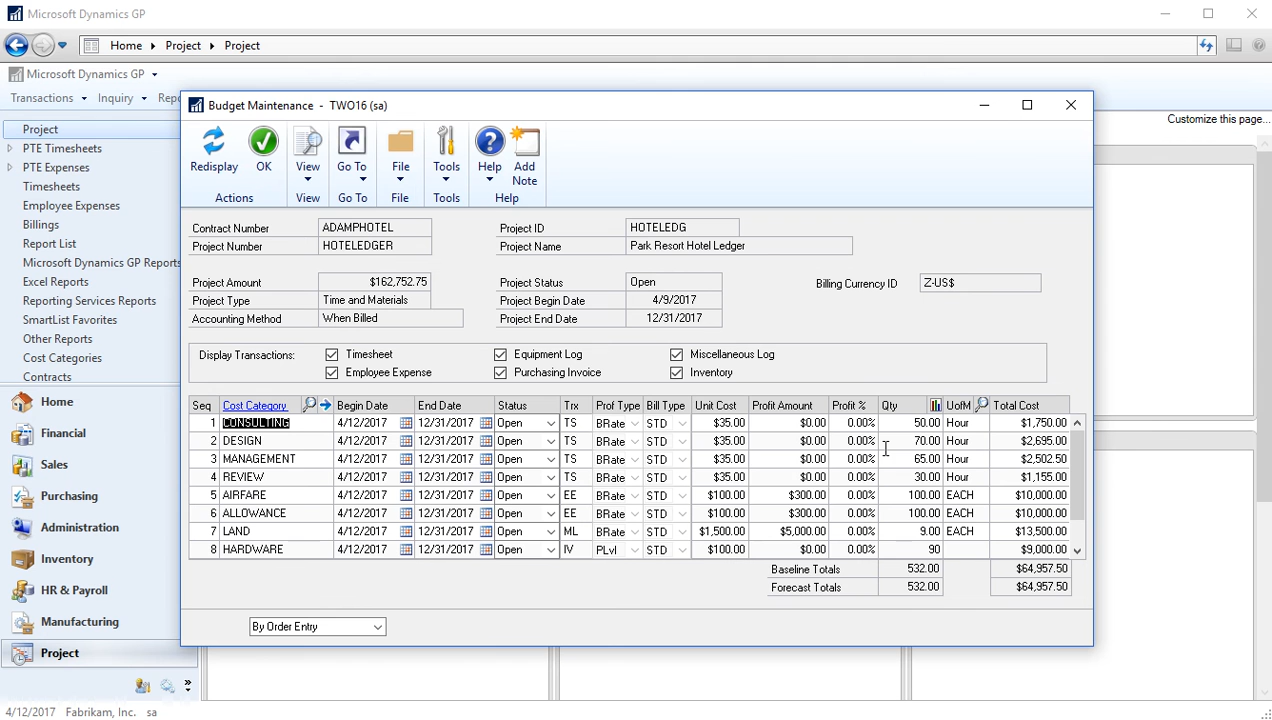 Microsoft Dynamics GP
Home Project Project
Microsoft Dynamics GP
Transactions Inquiry Repo
Customize this page...
Budget Maintenance - TWO16 (sa)
Redisplay OK View Go To File Tools Help Add Note
Actions View Go To File Tools Help
Project
PTE Timesheets
PTE Expenses
Timesheets
Employee Expenses
Billings
Report List
Microsoft Dynamics GP Reports
Excel Reports
Reporting Services Reports
SmartList Favorites
Other Reports
Cost Categories
Contracts
Home
Financial
Sales
Purchasing
Administration
Inventory
HR & Payroll
Manufacturing
Project
Contract Number ADAMPHOTEL Project ID HOTELEDG
Project Number HOTELEDGER Project Name Park Resort Hotel Ledger
Project Amount $162,752.75 Project Status Open Billing Currency ID Z-US$
Project Type Time and Materials Project Begin Date 4/9/2017
Accounting Method When Billed Project End Date 12/31/2017
Display Transactions: Timesheet Equipment Log Miscellaneous Log
Employee Expense Purchasing Invoice Inventory
Seq Cost Category Begin Date End Date Status Trx Prof Type Bill Type Unit Cost Profit Amount Profit % Qty UofM Total Cost
1 CONSULTING 4/12/2017 12/31/2017 Open TS BRate STD $35.00 $0.00 0.00% 50.00 Hour $1,750.00
2 DESIGN 4/12/2017 12/31/2017 Open TS BRate STD $35.00 $0.00 0.00% 70.00 Hour $2,695.00
3 MANAGEMENT 4/12/2017 12/31/2017 Open TS BRate STD $35.00 $0.00 0.00% 65.00 Hour $2,502.50
4 REVIEW 4/12/2017 12/31/2017 Open TS BRate STD $35.00 $0.00 0.00% 30.00 Hour $1,155.00
5 AIRFARE 4/12/2017 12/31/2017 Open EE BRate STD $100.00 $300.00 0.00% 100.00 EACH $10,000.00
6 ALLOWANCE 4/12/2017 12/31/2017 Open EE BRate STD $100.00 $300.00 0.00% 100.00 EACH $10,000.00
7 LAND 4/12/2017 12/31/2017 Open ML BRate STD $1,500.00 $5,000.00 0.00% 9.00 EACH $13,500.00
8 HARDWARE 4/12/2017 12/31/2017 Open IV PLvl STD $100.00 $0.00 0.00% 90 $9,000.00
Baseline Totals 532.00 $64,957.50
Forecast Totals 532.00 $64,957.50
By Order Entry
4/12/2017 Fabrikam, Inc. sa